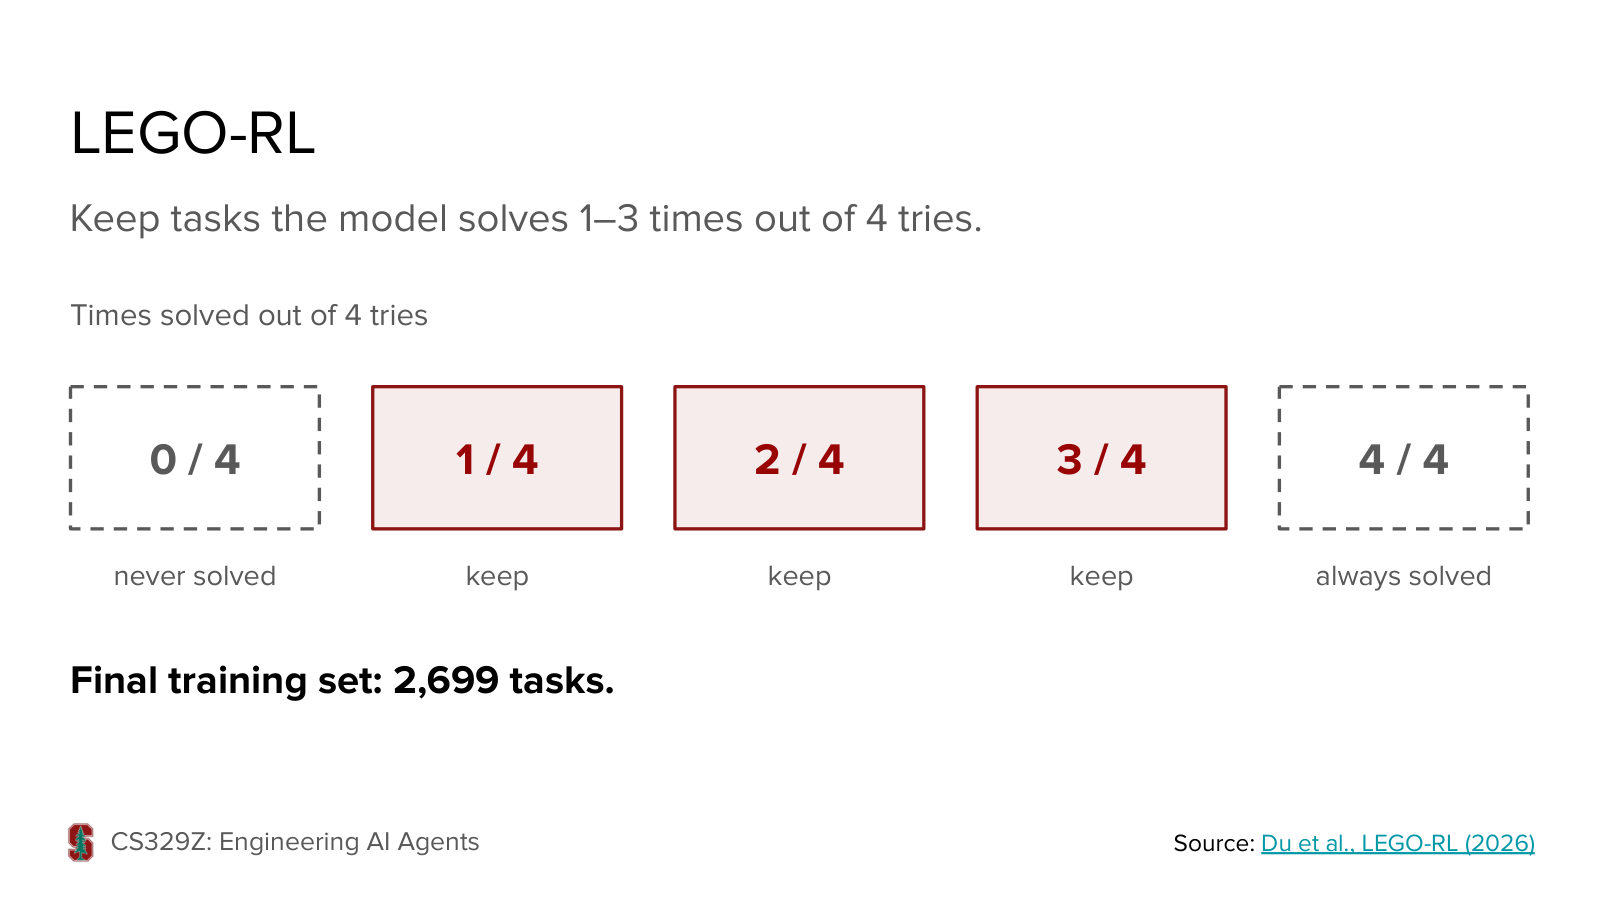 LEGO-RL
Keep tasks the model solves 1–3 times out of 4 tries.
Times solved out of 4 tries
0 / 4
1 / 4
2 / 4
3 / 4
4 / 4
never solved
keep
keep
keep
always solved
Final training set: 2,699 tasks.
CS329Z: Engineering AI Agents
Source: Du et al., LEGO-RL (2026)